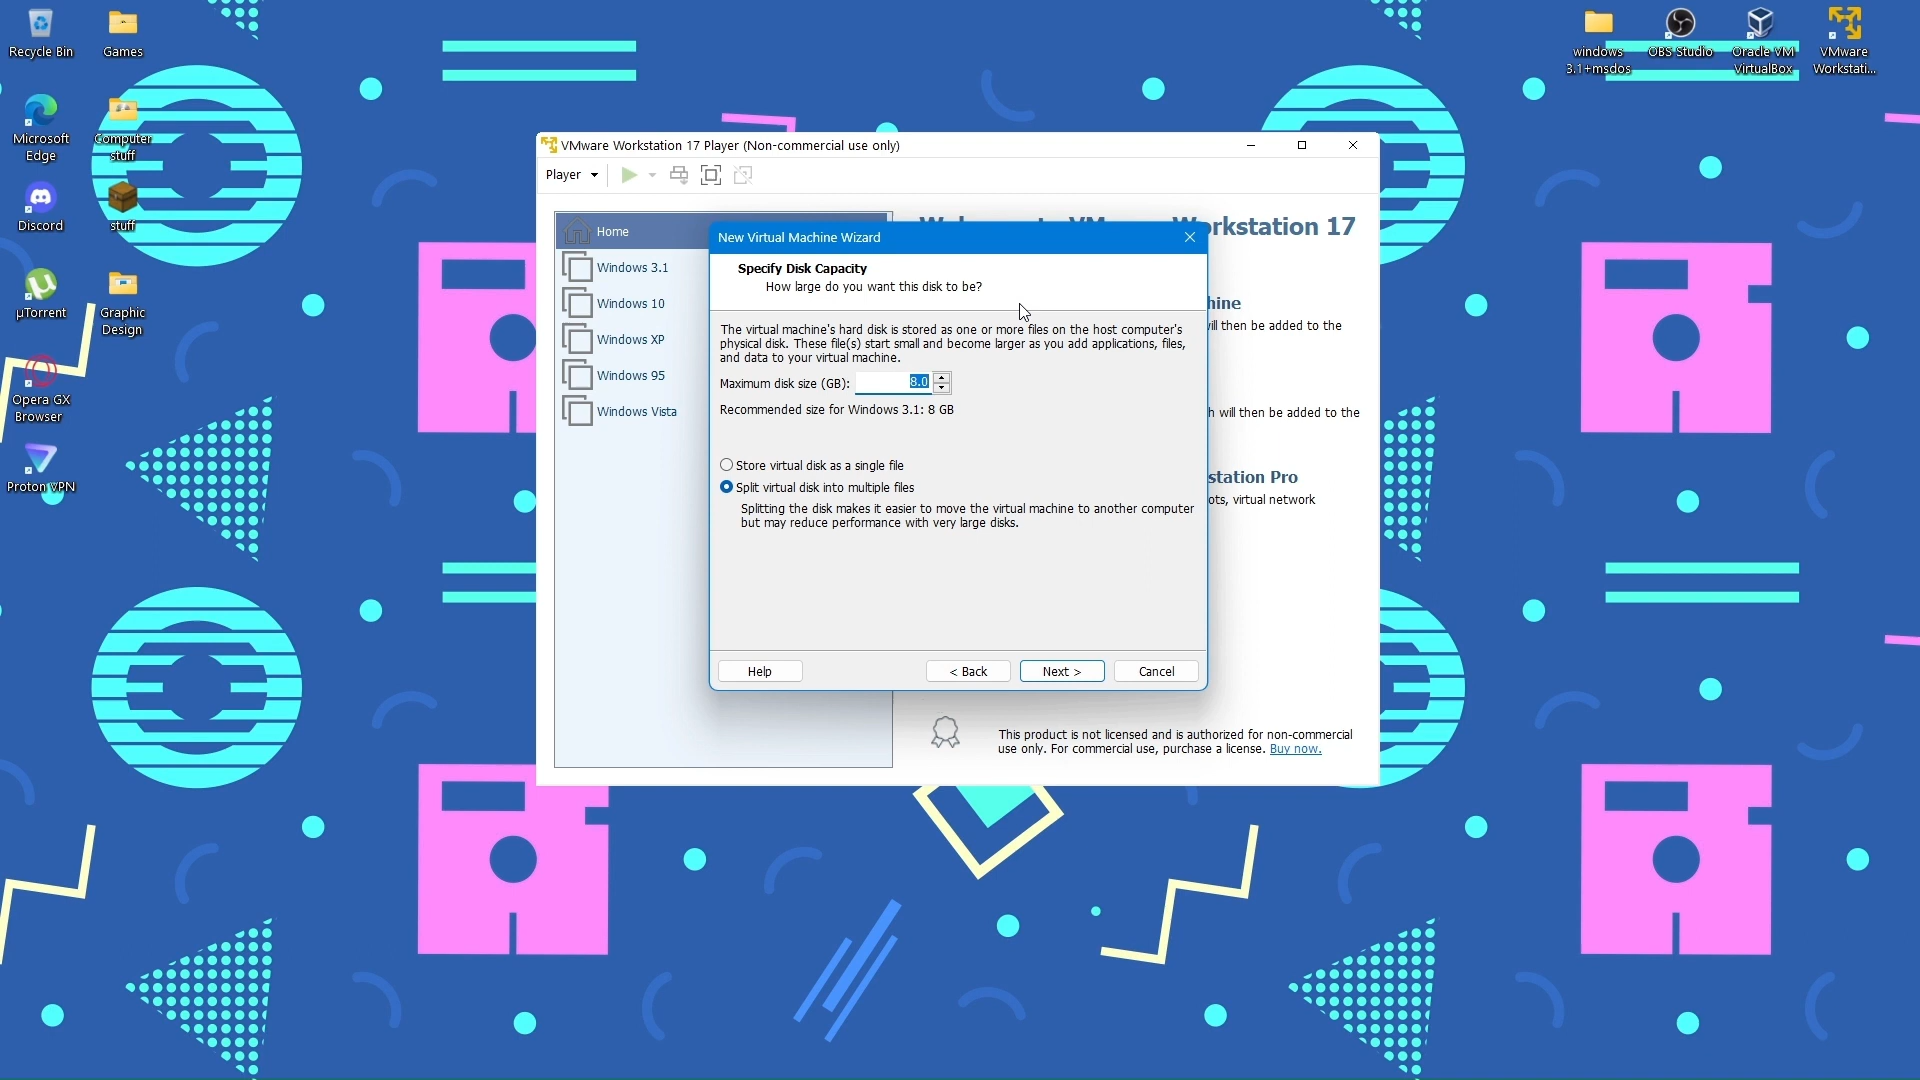 Recycle Bin
Games
Microsoft
Edge
Computer
stuff
Discord
stuff
µTorrent
Graphic
Design
Opera GX
Browser
Proton VPN
windows
3.1+msdos
OBS Studio
Oracle VM
VirtualBox
VMware
Workstati...
VMware Workstation 17 Player (Non-commercial use only)
Player
Home
Windows 3.1
Windows 10
Windows XP
Windows 95
Windows Vista
rkstation 17
hine
ill then be added to the
h will then be added to the
station Pro
ots, virtual network
New Virtual Machine Wizard
Specify Disk Capacity
How large do you want this disk to be?
The virtual machine's hard disk is stored as one or more files on the host computer's
physical disk. These file(s) start small and become larger as you add applications, files,
and data to your virtual machine.
Maximum disk size (GB): 8.0
Recommended size for Windows 3.1: 8 GB
Store virtual disk as a single file
Split virtual disk into multiple files
Splitting the disk makes it easier to move the virtual machine to another computer
but may reduce performance with very large disks.
Help
< Back
Next >
Cancel
This product is not licensed and is authorized for non-commercial
use only. For commercial use, purchase a license. Buy now.